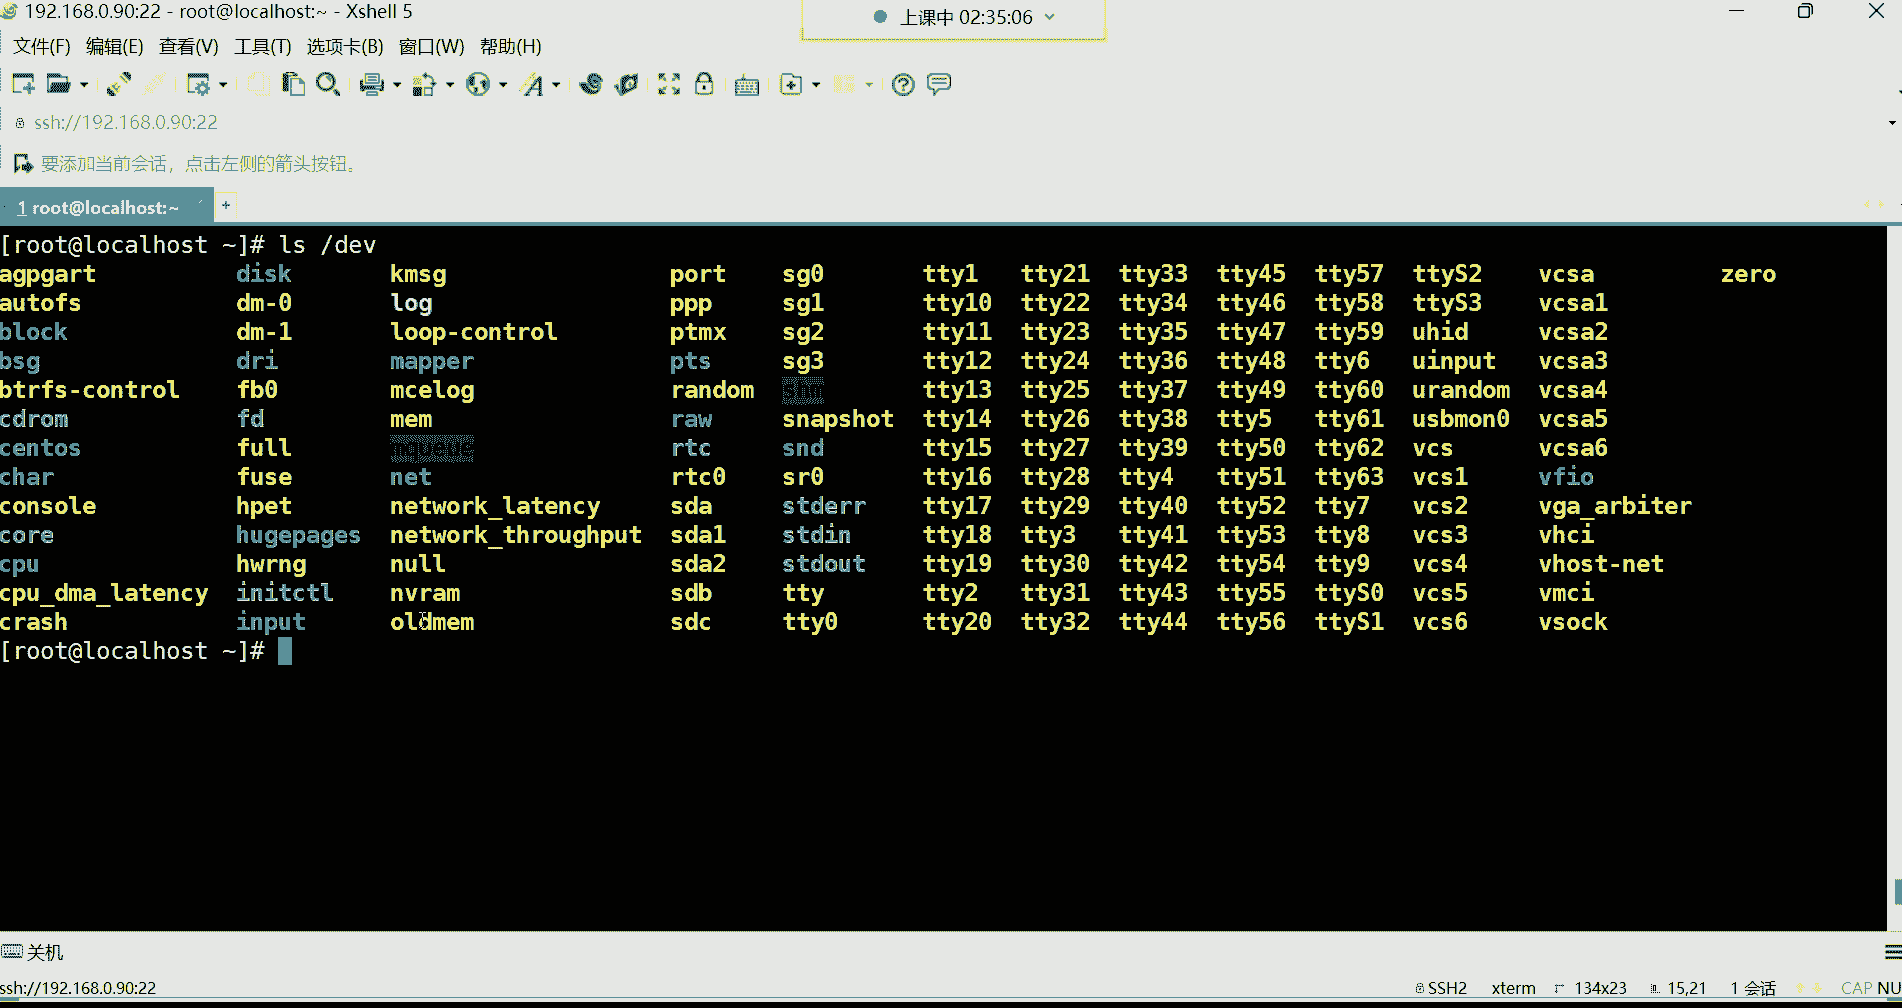 192.168.0.90:22 - root@localhost:~ - Xshell 5
上课中 02:35:06
文件(F) 编辑(E) 查看(V) 工具(T) 选项卡(B) 窗口(W) 帮助(H)
ssh://192.168.0.90:22
要添加当前会话，点击左侧的箭头按钮。
1 root@localhost:~ +
[root@localhost ~]# ls /dev
agpgart disk kmsg port sg0 tty1 tty21 tty33 tty45 tty57 ttyS2 vcsa zero
autofs dm-0 log ppp sg1 tty10 tty22 tty34 tty46 tty58 ttyS3 vcsa1
block dm-1 loop-control ptmx sg2 tty11 tty23 tty35 tty47 tty59 uhid vcsa2
bsg dri mapper pts sg3 tty12 tty24 tty36 tty48 tty6 uinput vcsa3
btrfs-control fb0 mcelog random shm tty13 tty25 tty37 tty49 tty60 urandom vcsa4
cdrom fd mem raw snapshot tty14 tty26 tty38 tty5 tty61 usbmon0 vcsa5
centos full mqueue rtc snd tty15 tty27 tty39 tty50 tty62 vcs vcsa6
char fuse net rtc0 sr0 tty16 tty28 tty4 tty51 tty63 vcs1 vfio
console hpet network_latency sda stderr tty17 tty29 tty40 tty52 tty7 vcs2 vga_arbiter
core hugepages network_throughput sda1 stdin tty18 tty3 tty41 tty53 tty8 vcs3 vhci
cpu hwrng null sda2 stdout tty19 tty30 tty42 tty54 tty9 vcs4 vhost-net
cpu_dma_latency initctl nvram sdb tty tty2 tty31 tty43 tty55 ttyS0 vcs5 vmci
crash input oldmem sdc tty0 tty20 tty32 tty44 tty56 ttyS1 vcs6 vsock
[root@localhost ~]#
关机
ssh://192.168.0.90:22 SSH2 xterm 134x23 15,21 1 会话 CAP NU